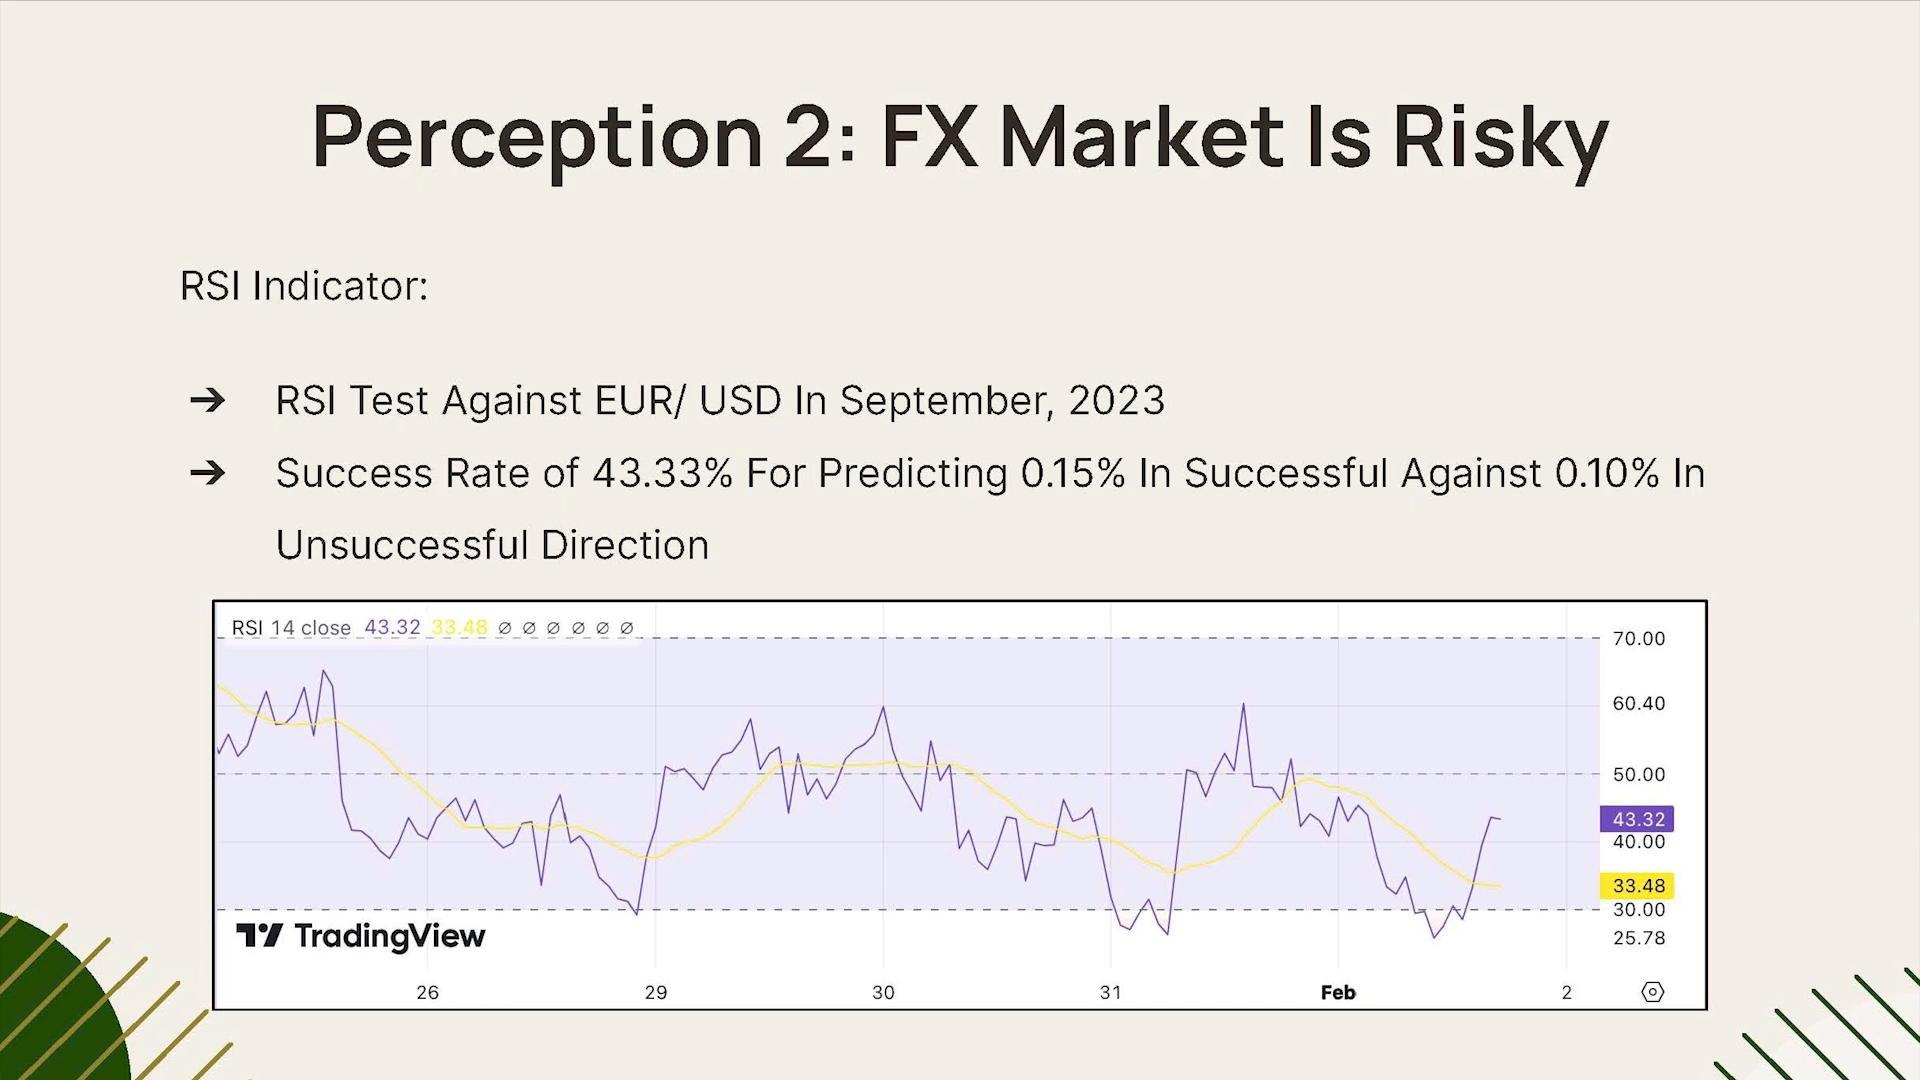 Perception 2: FX Market Is Risky
RSI Indicator:
➔ RSI Test Against EUR/ USD In September, 2023
➔ Success Rate of 43.33% For Predicting 0.15% In Successful Against 0.10% In
Unsuccessful Direction
RSI 14 close 43.32 33.48 ∅ ∅ ∅ ∅ ∅ ∅
70.00
60.40
50.00
43.32
40.00
33.48
30.00
25.78
TradingView
26 29 30 31 Feb 2